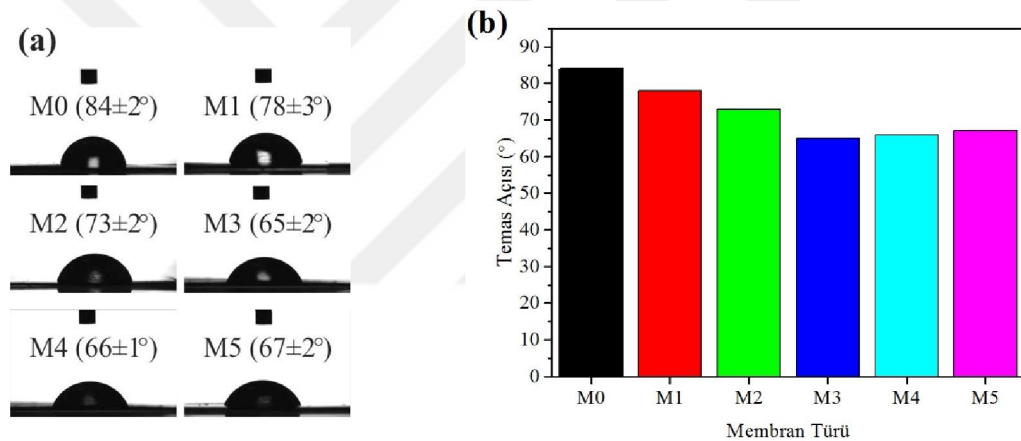 (a)
M0 (84±2°)
M1 (78±3°)
M2 (73±2°)
M3 (65±2°)
M4 (66±1°)
M5 (67±2°)
(b)
Temas Açısı (°)
90
80
70
60
50
40
30
20
10
0
M0 M1 M2 M3 M4 M5
Membran Türü